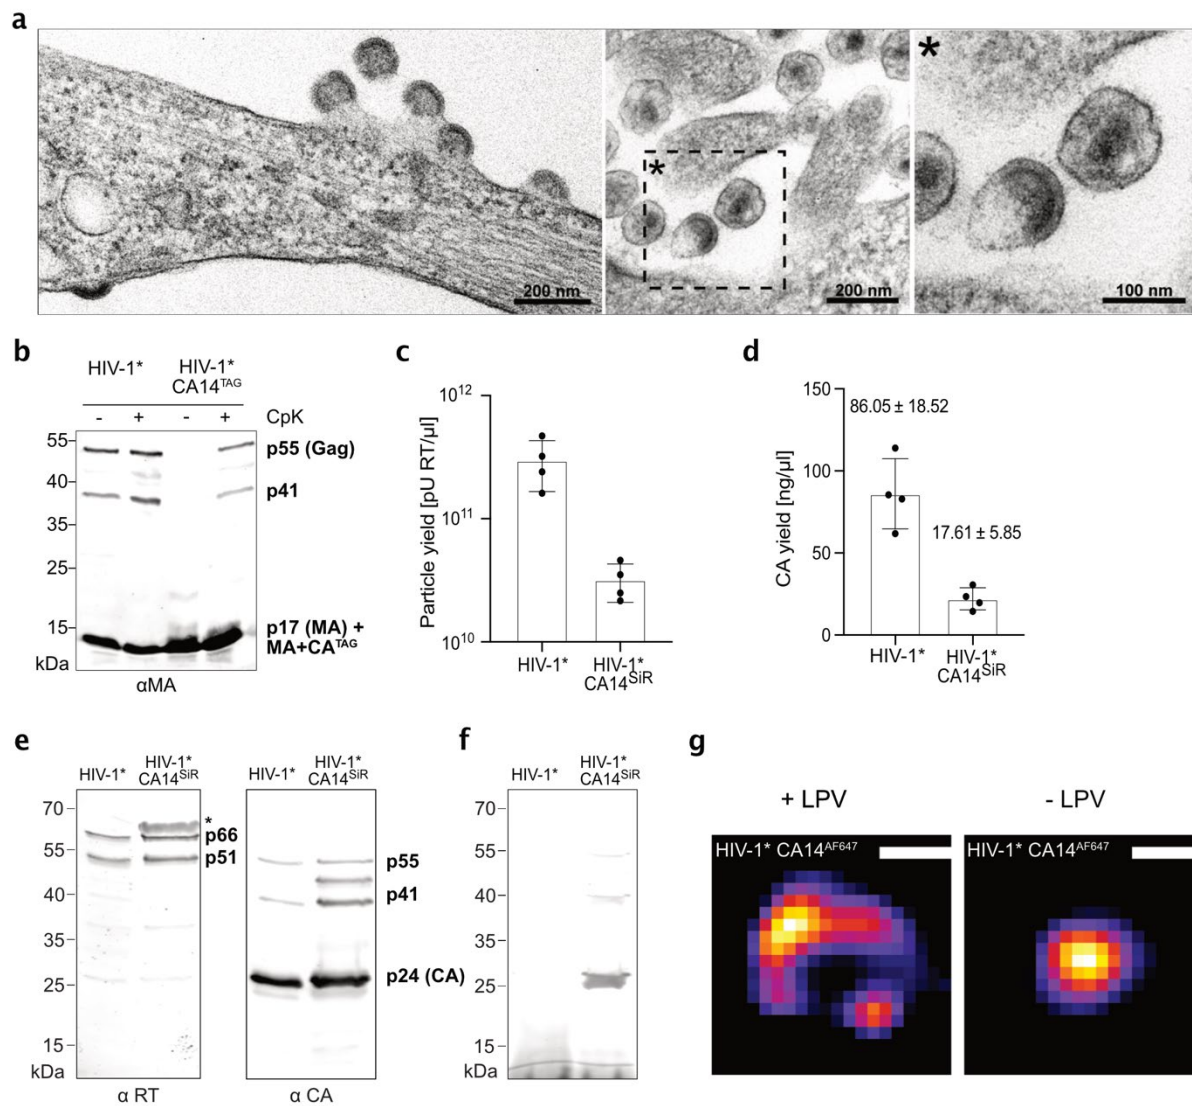 a
*
*
200 nm
200 nm
100 nm
b
HIV-1*
HIV-1*
CA14TAG
- + - + CpK
55
40
35
25
15
kDa
p55 (Gag)
p41
p17 (MA) +
MA+CATAG
αMA
c
Particle yield [pU RT/µl]
10¹²
10¹¹
10¹⁰
HIV-1*
HIV-1*
CA14SiR
d
CA yield [ng/µl]
150
100
50
0
86.05 ± 18.52
17.61 ± 5.85
HIV-1*
HIV-1*
CA14SiR
e
HIV-1*
HIV-1*
CA14SiR
70
55
40
35
25
15
kDa
*
p66
p51
α RT
HIV-1*
HIV-1*
CA14SiR
p55
p41
p24 (CA)
α CA
f
HIV-1*
HIV-1*
CA14SiR
70
55
40
35
25
15
kDa
g
+ LPV
- LPV
HIV-1* CA14AF647
HIV-1* CA14AF647